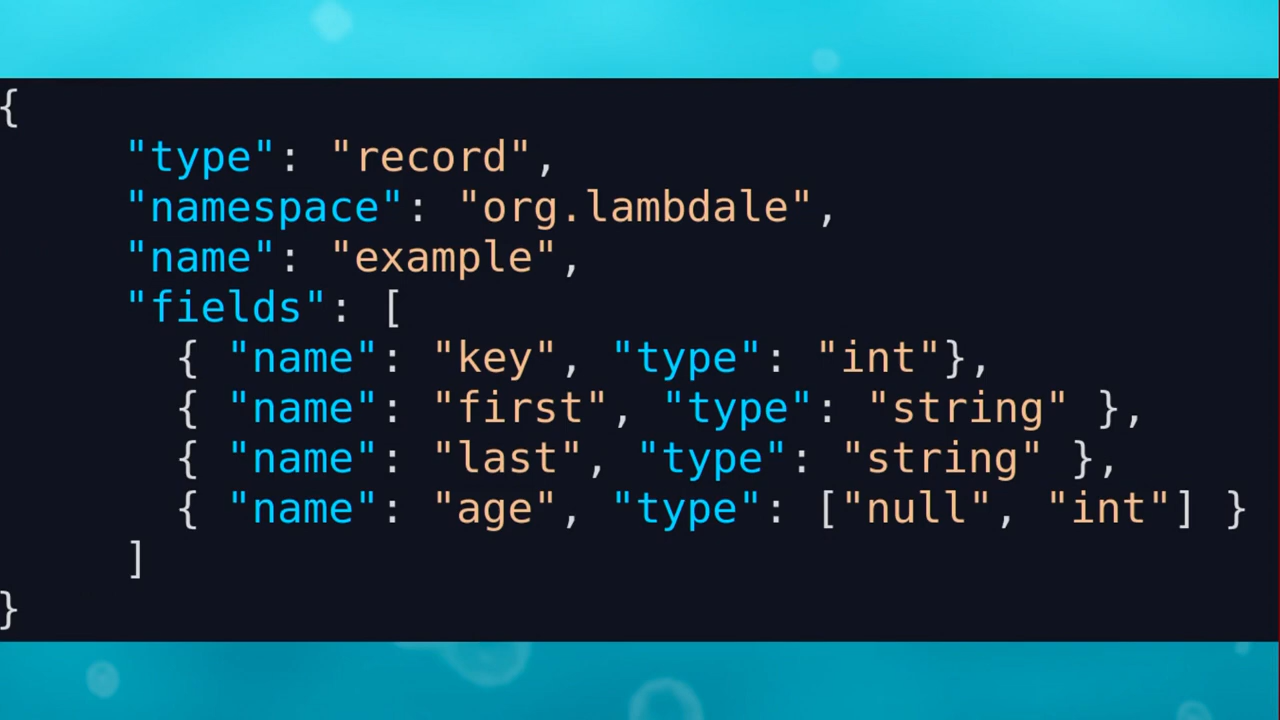 {
"type": "record",
"namespace": "org.lambdale",
"name": "example",
"fields": [
{ "name": "key", "type": "int"},
{ "name": "first", "type": "string" },
{ "name": "last", "type": "string" },
{ "name": "age", "type": ["null", "int"] }
]
}